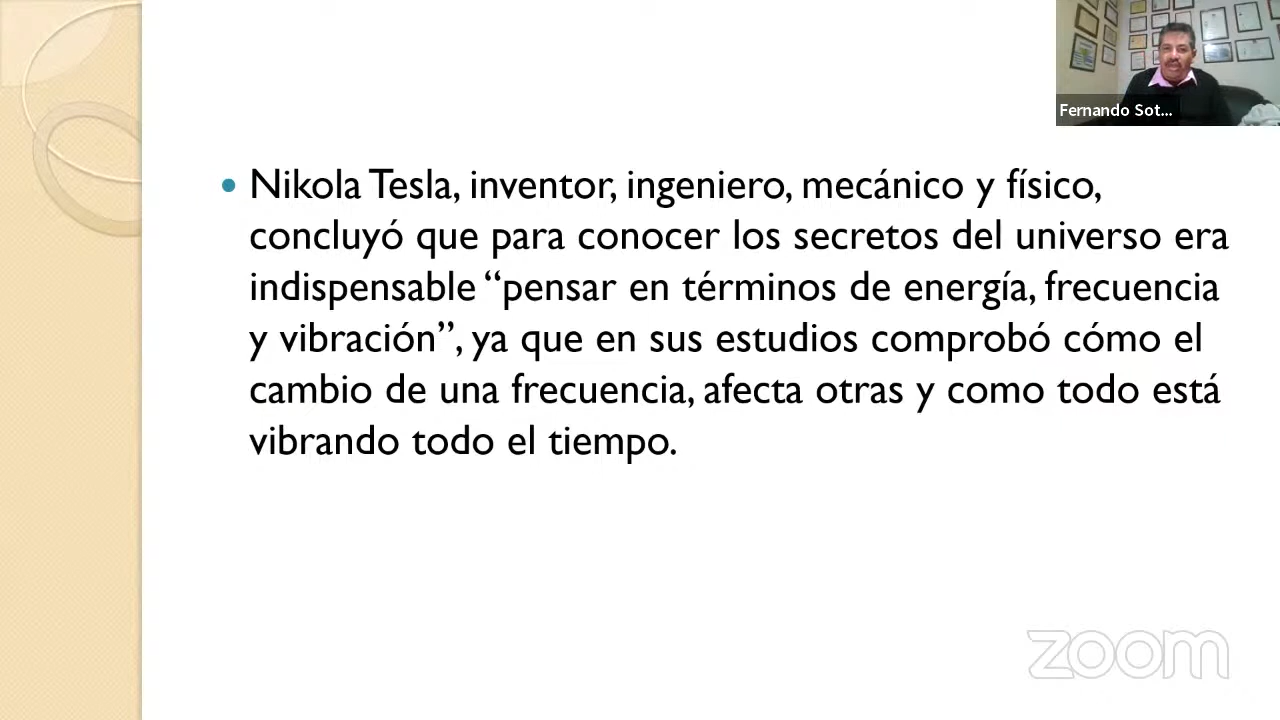 Fernando Sot...
Nikola Tesla, inventor, ingeniero, mecánico y físico,
concluyó que para conocer los secretos del universo era
indispensable “pensar en términos de energía, frecuencia
y vibración”, ya que en sus estudios comprobó cómo el
cambio de una frecuencia, afecta otras y como todo está
vibrando todo el tiempo.
zoom